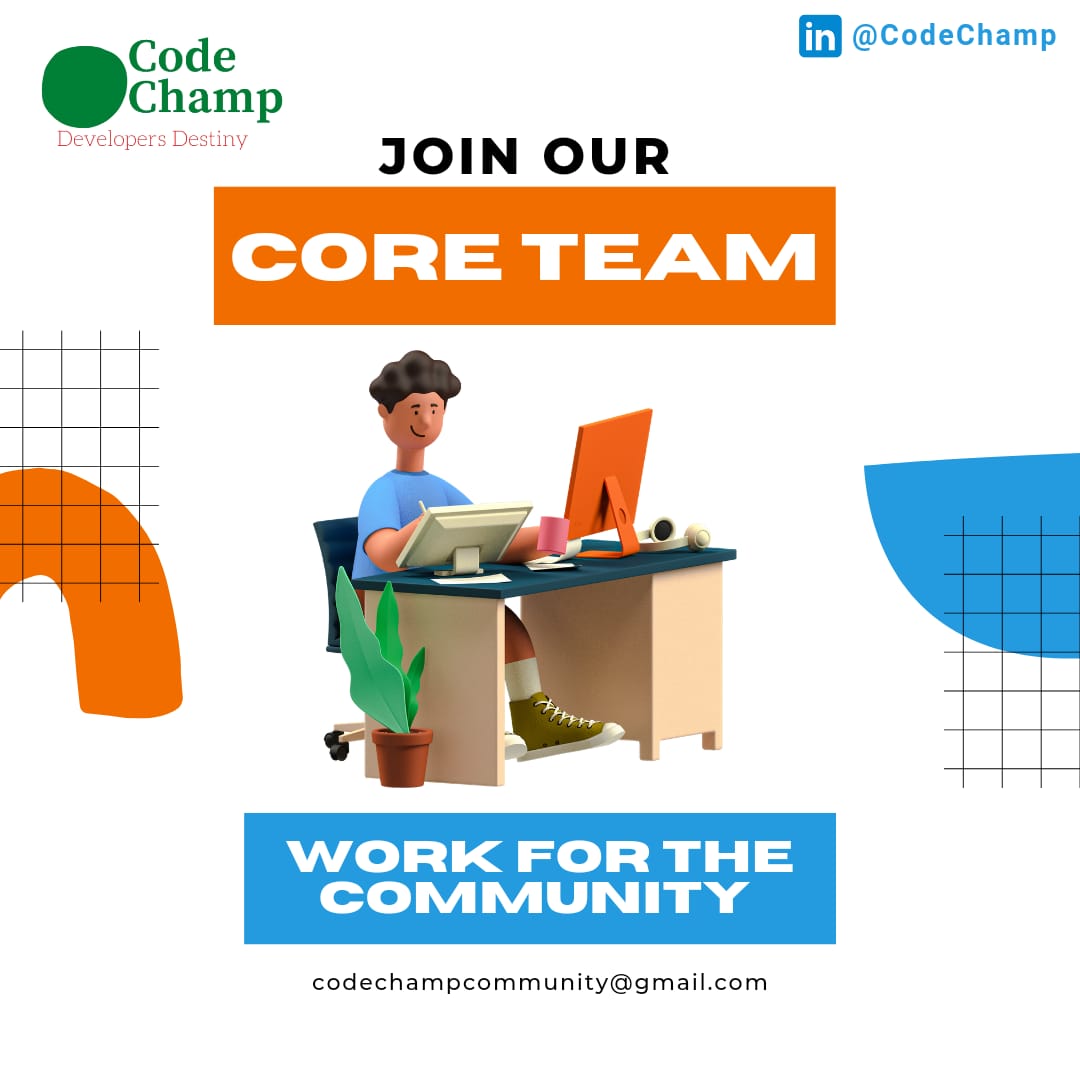 Code
Champ
Developers Destiny
in @CodeChamp
JOIN OUR
CORE TEAM
WORK FOR THE
COMMUNITY
codechampcommunity@gmail.com